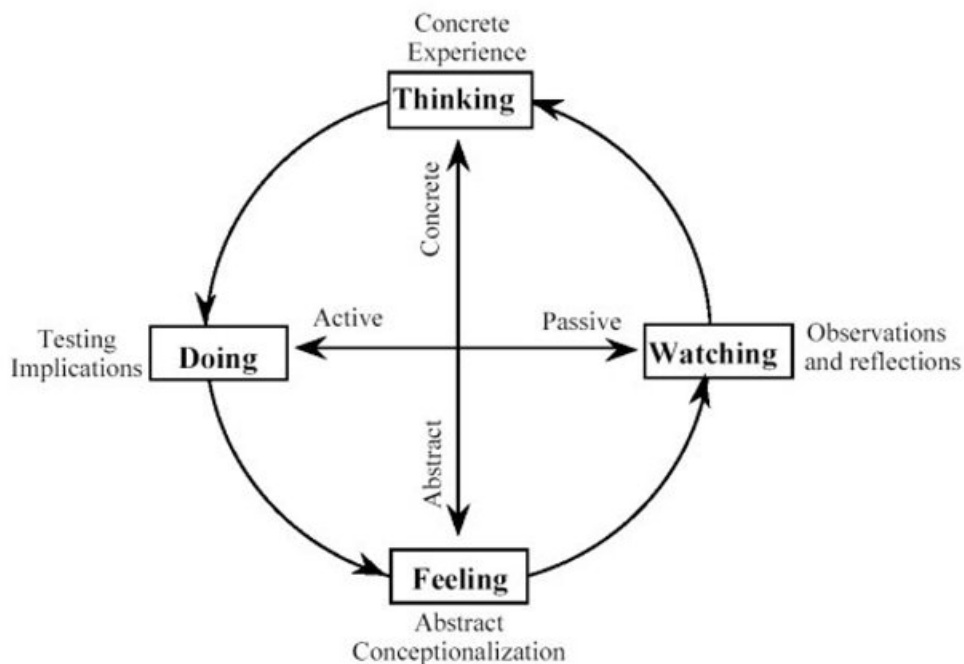 Concrete
Experience
Thinking
Concrete
Active
Passive
Testing
Implications
Doing
Watching
Observations
and reflections
Abstract
Feeling
Abstract
Conceptionalization